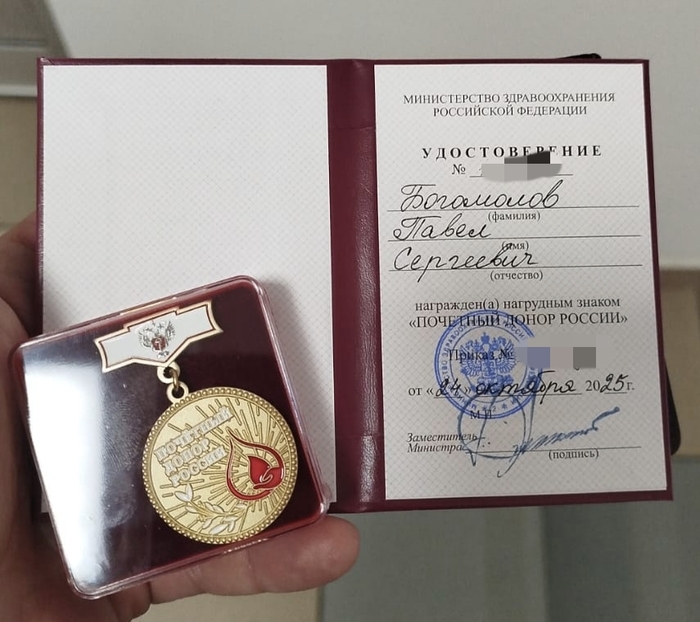 МИНИСТЕРСТВО ЗДРАВООХРАНЕНИЯ
РОССИЙСКОЙ ФЕДЕРАЦИИ
УДОСТОВЕРЕНИЕ
№
Богомолов
(фамилия)
Павел
(имя)
Сергеевич
(отчество)
награжден(а) нагрудным знаком
«ПОЧЕТНЫЙ ДОНОР РОССИИ»
Приказ №
от «24» октября 2025 г.
М.П.
Заместитель
Министра
(подпись)
ПОЧЕТНЫЙ
ДОНОР
РОССИИ